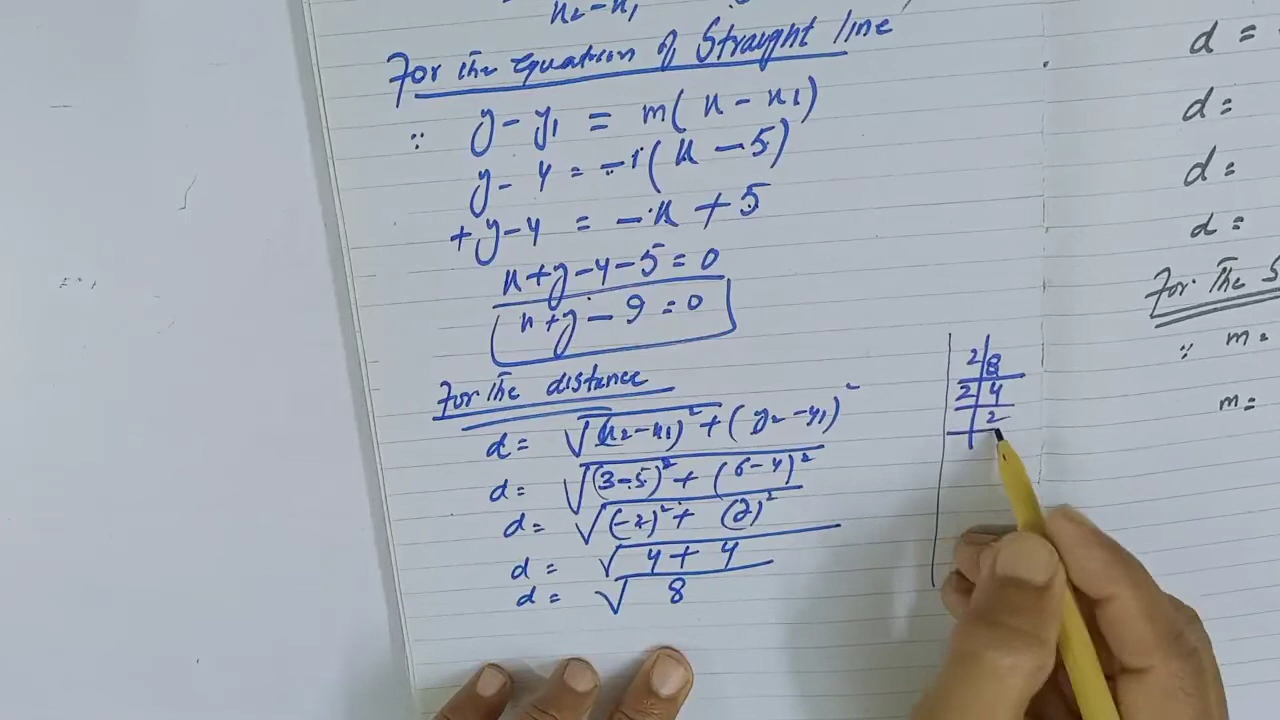 x₂-x₁
For the equation of Straight line
∵ y - y₁ = m(x - x₁)
y - 4 = -1(x - 5)
+y-4 = -x + 5
x+y-4-5=0
x+y-9=0
For the distance
d = √(x₂-x₁)²+(y₂-y₁)²
d = √(3-5)²+(6-4)²
d = √(-2)²+(2)²
d = √4+4
d = √8
2|8
2|4
|2
d =
d =
d =
d =
For The S
∵ m=
m=